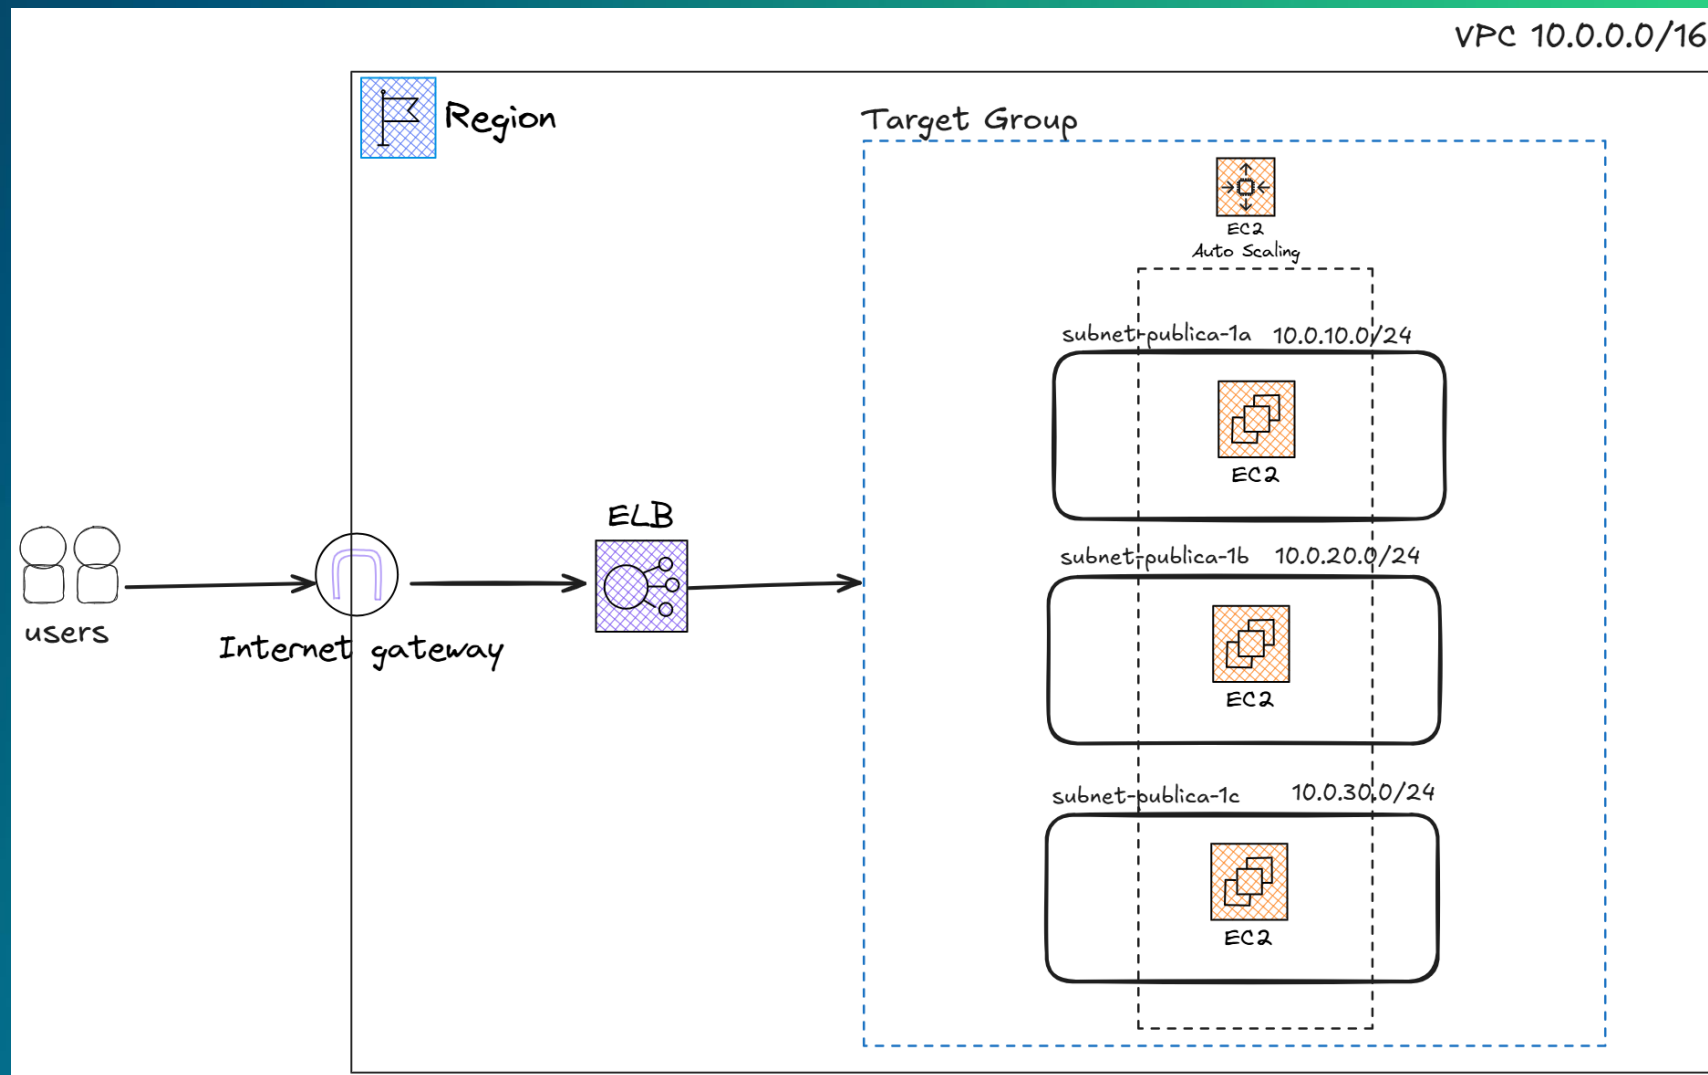 VPC 10.0.0.0/16
Region
Target Group
EC2
Auto Scaling
subnet-publica-1a 10.0.10.0/24
EC2
ELB
subnet-publica-1b 10.0.20.0/24
users
Internet gateway
EC2
subnet-publica-1c 10.0.30.0/24
EC2